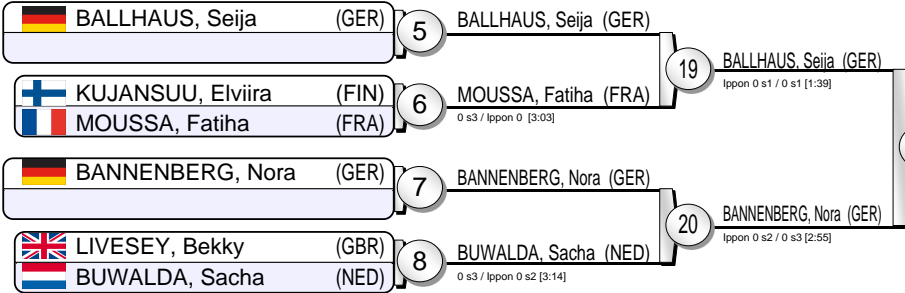 BALLHAUS, Seija (GER)
5
BALLHAUS, Seija (GER)
19
BALLHAUS, Seija (GER)
Ippon 0 s1 / 0 s1 [1:39]
KUJANSUU, Elviira (FIN)
MOUSSA, Fatiha (FRA)
6
MOUSSA, Fatiha (FRA)
0 s3 / Ippon 0 [3:03]
BANNENBERG, Nora (GER)
7
BANNENBERG, Nora (GER)
20
BANNENBERG, Nora (GER)
Ippon 0 s2 / 0 s3 [2:55]
LIVESEY, Bekky (GBR)
BUWALDA, Sacha (NED)
8
BUWALDA, Sacha (NED)
0 s3 / Ippon 0 s2 [3:14]